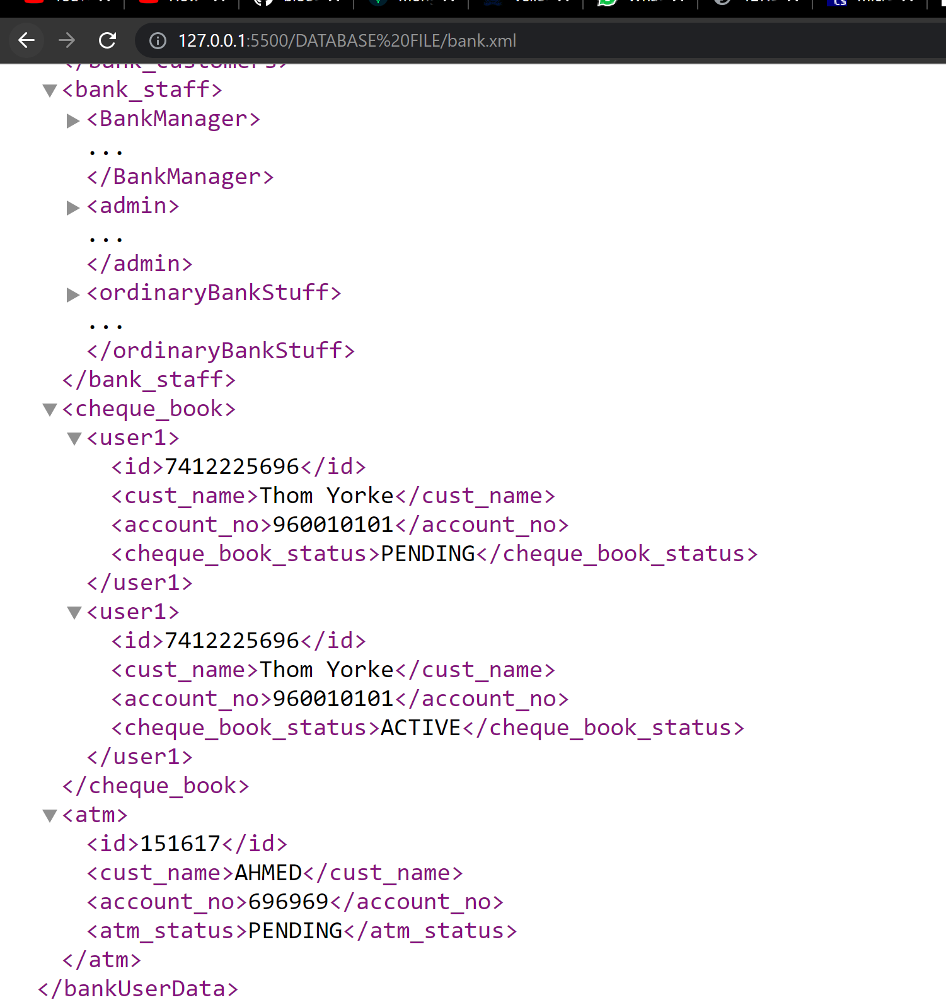 127.0.0.1:5500/DATABASE%20FILE/bank.xml
</bank_customers>
<bank_staff>
<BankManager>
...
</BankManager>
<admin>
...
</admin>
<ordinaryBankStuff>
...
</ordinaryBankStuff>
</bank_staff>
<cheque_book>
<user1>
<id>7412225696</id>
<cust_name>Thom Yorke</cust_name>
<account_no>960010101</account_no>
<cheque_book_status>PENDING</cheque_book_status>
</user1>
<user1>
<id>7412225696</id>
<cust_name>Thom Yorke</cust_name>
<account_no>960010101</account_no>
<cheque_book_status>ACTIVE</cheque_book_status>
</user1>
</cheque_book>
<atm>
<id>151617</id>
<cust_name>AHMED</cust_name>
<account_no>696969</account_no>
<atm_status>PENDING</atm_status>
</atm>
</bankUserData>